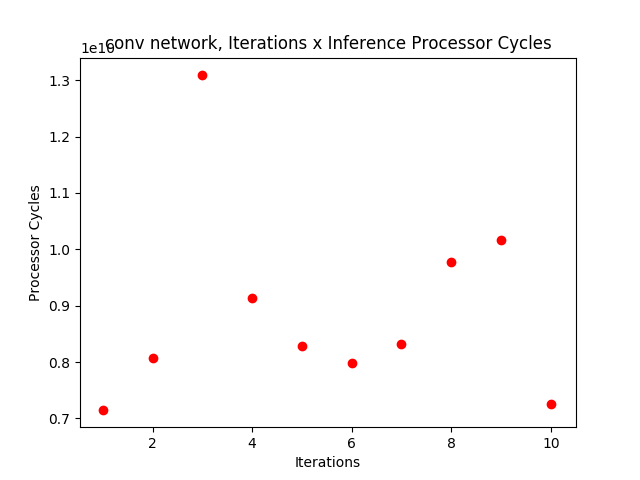 conv network, Iterations x Inference Processor Cycles
1e10
1.3
1.2
1.1
1.0
0.9
0.8
0.7
Processor Cycles
2 4 6 8 10
Iterations